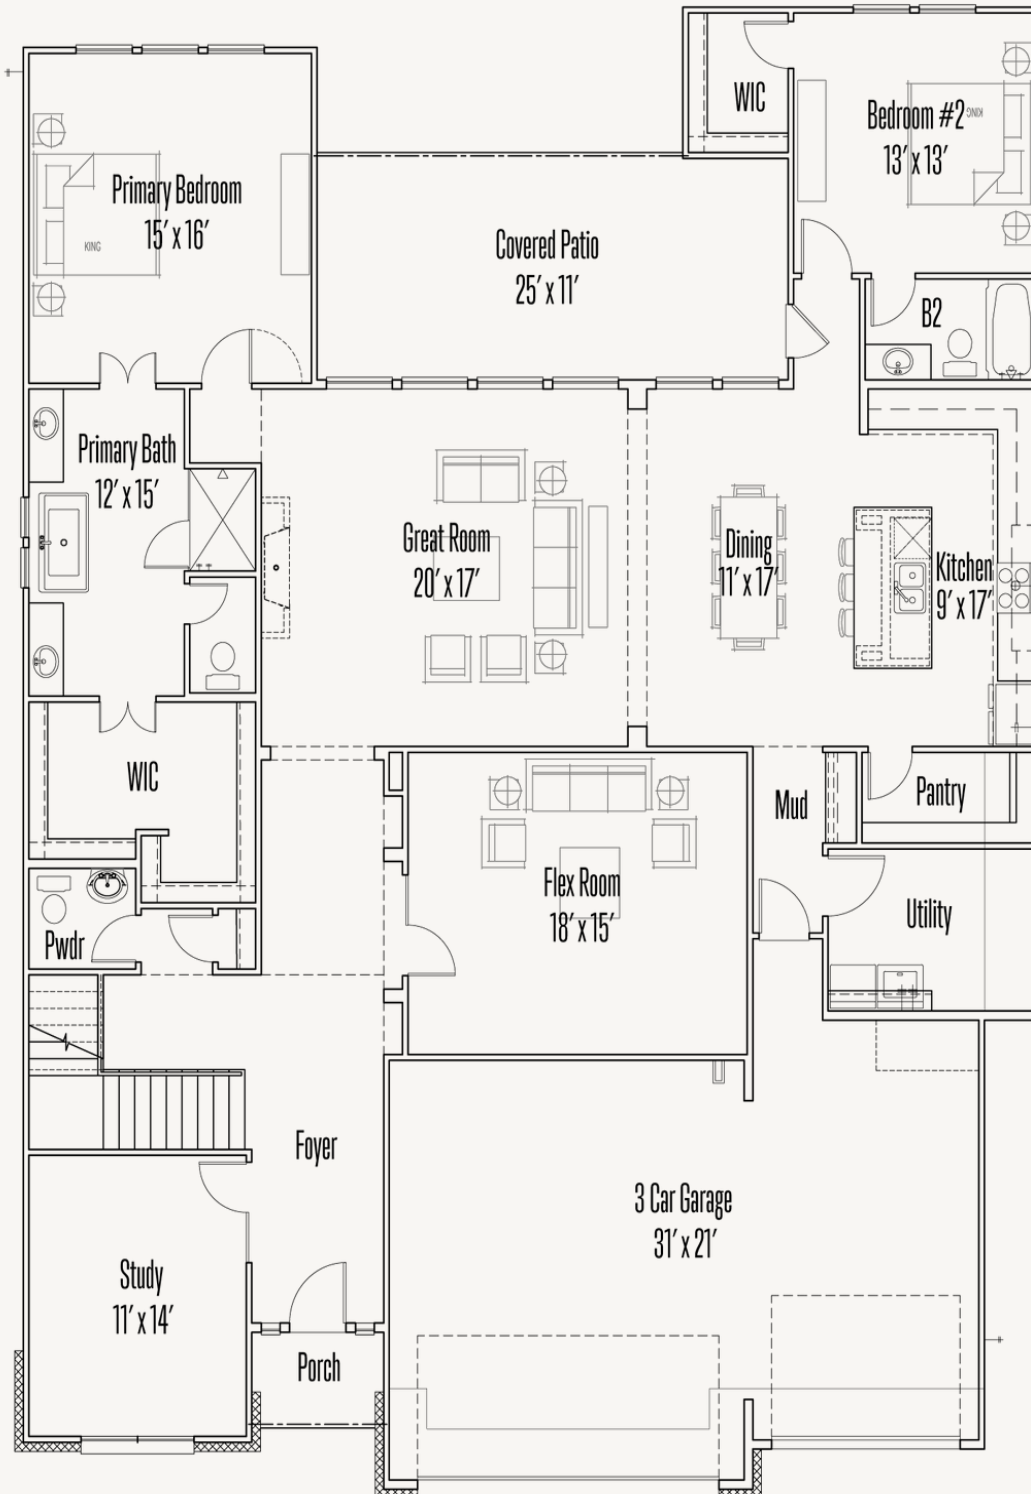 WIC
Bedroom #2
13' x 13'
KING
Primary Bedroom
15' x 16'
KING
Covered Patio
25' x 11'
B2
Primary Bath
12' x 15'
Great Room
20' x 17'
Dining
11' x 17'
Kitchen
9' x 17'
WIC
Mud
Pantry
Flex Room
18' x 15'
Utility
Pwdr
Foyer
3 Car Garage
31' x 21'
Study
11' x 14'
Porch